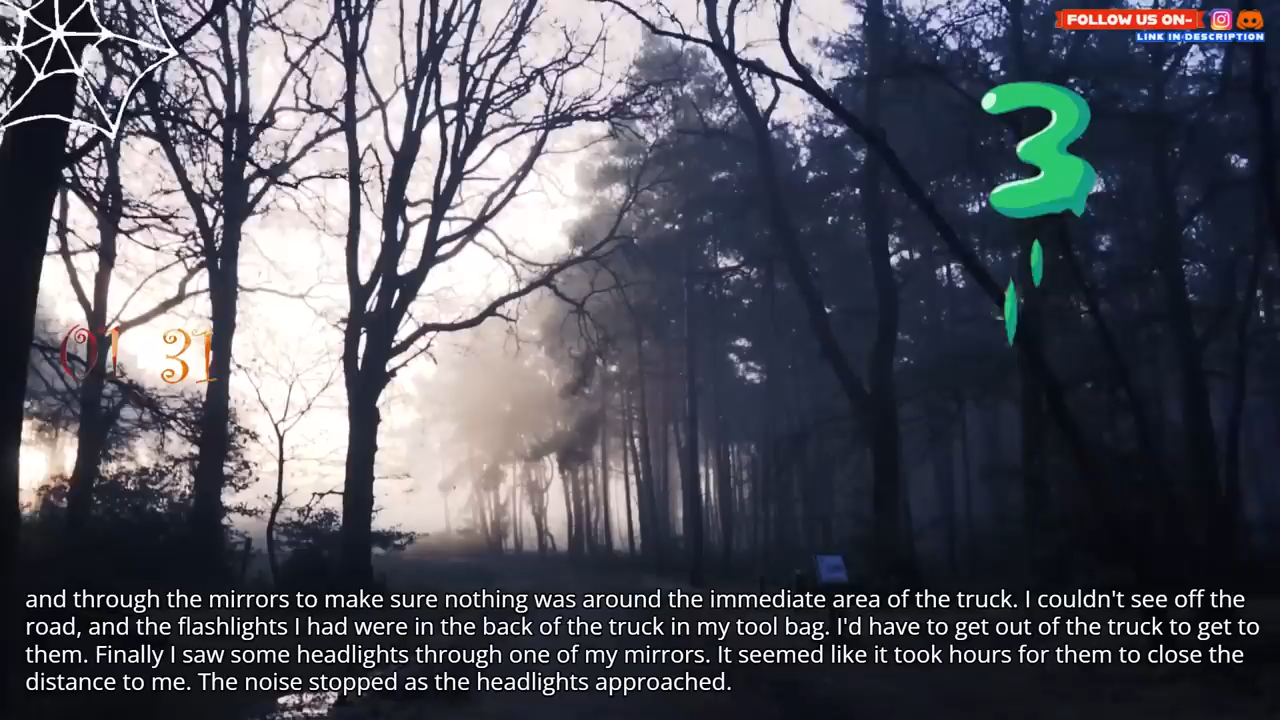 FOLLOW US ON-
LINK IN DESCRIPTION
3
01 31
and through the mirrors to make sure nothing was around the immediate area of the truck. I couldn't see off the
road, and the flashlights I had were in the back of the truck in my tool bag. I'd have to get out of the truck to get to
them. Finally I saw some headlights through one of my mirrors. It seemed like it took hours for them to close the
distance to me. The noise stopped as the headlights approached.